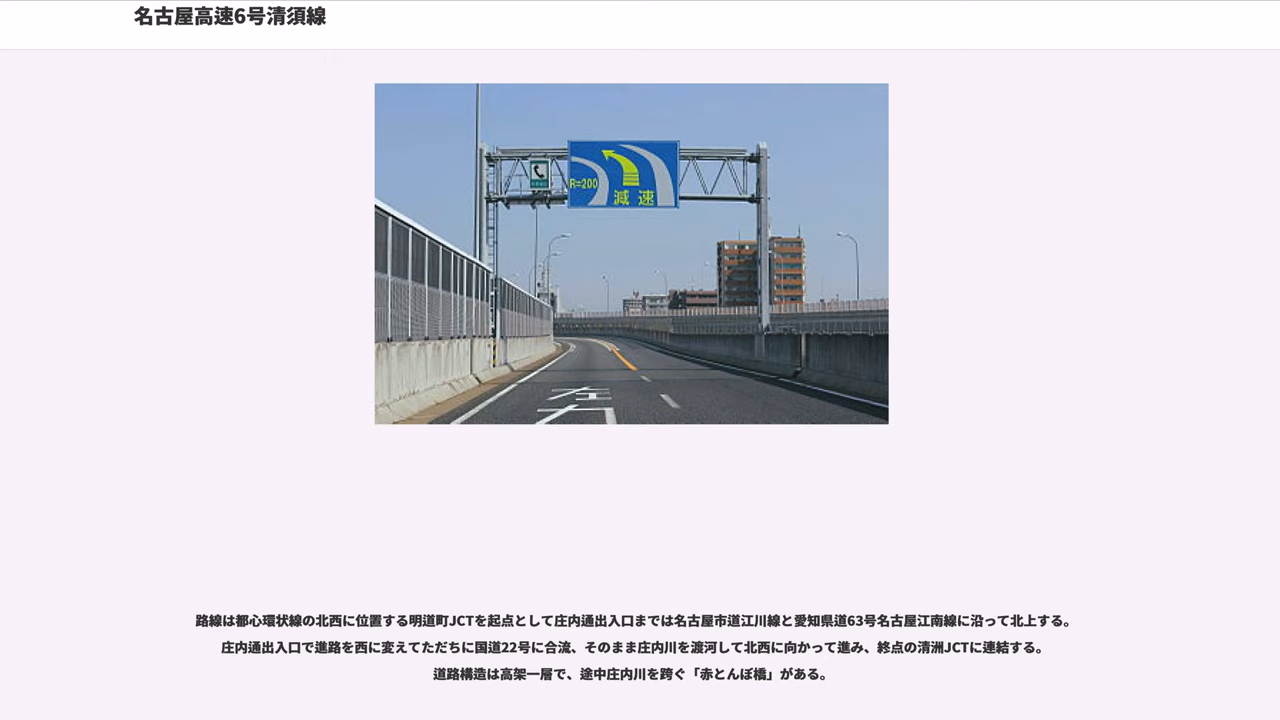 名古屋高速6号清須線
R=200
減速
左
路線は都心環状線の北西に位置する明道町JCTを起点として庄内通出入口までは名古屋市道江川線と愛知県道63号名古屋江南線に沿って北上する。
庄内通出入口で進路を西に変えてただちに国道22号に合流、そのまま庄内川を渡河して北西に向かって進み、終点の清洲JCTに連結する。
道路構造は高架一層で、途中庄内川を跨ぐ「赤とんぼ橋」がある。